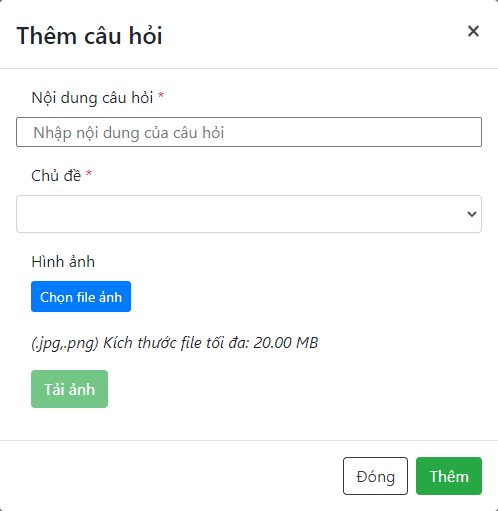 Thêm câu hỏi
×
Nội dung câu hỏi *
Nhập nội dung của câu hỏi
Chủ đề *
Hình ảnh
Chọn file ảnh
(.jpg,.png) Kích thước file tối đa: 20.00 MB
Tải ảnh
Đóng Thêm